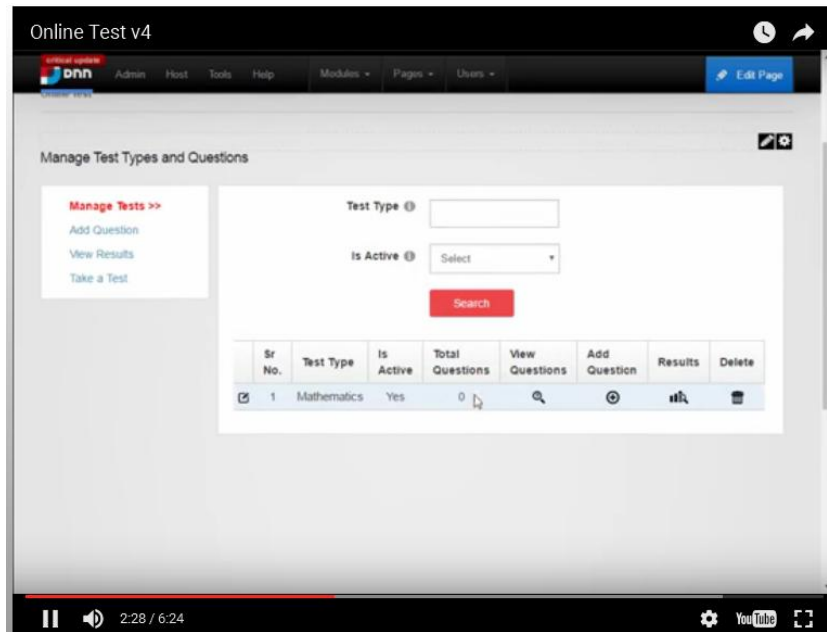 Online Test v4
critical update
DNN Admin Host Tools Help Modules Pages Users Edit Page
Online Test
Manage Test Types and Questions
Manage Tests >>
Add Question
View Results
Take a Test
Test Type
Is Active Select
Search
Sr No. Test Type Is Active Total Questions View Questions Add Question Results Delete
1 Mathematics Yes 0
2:28 / 6:24 YouTube